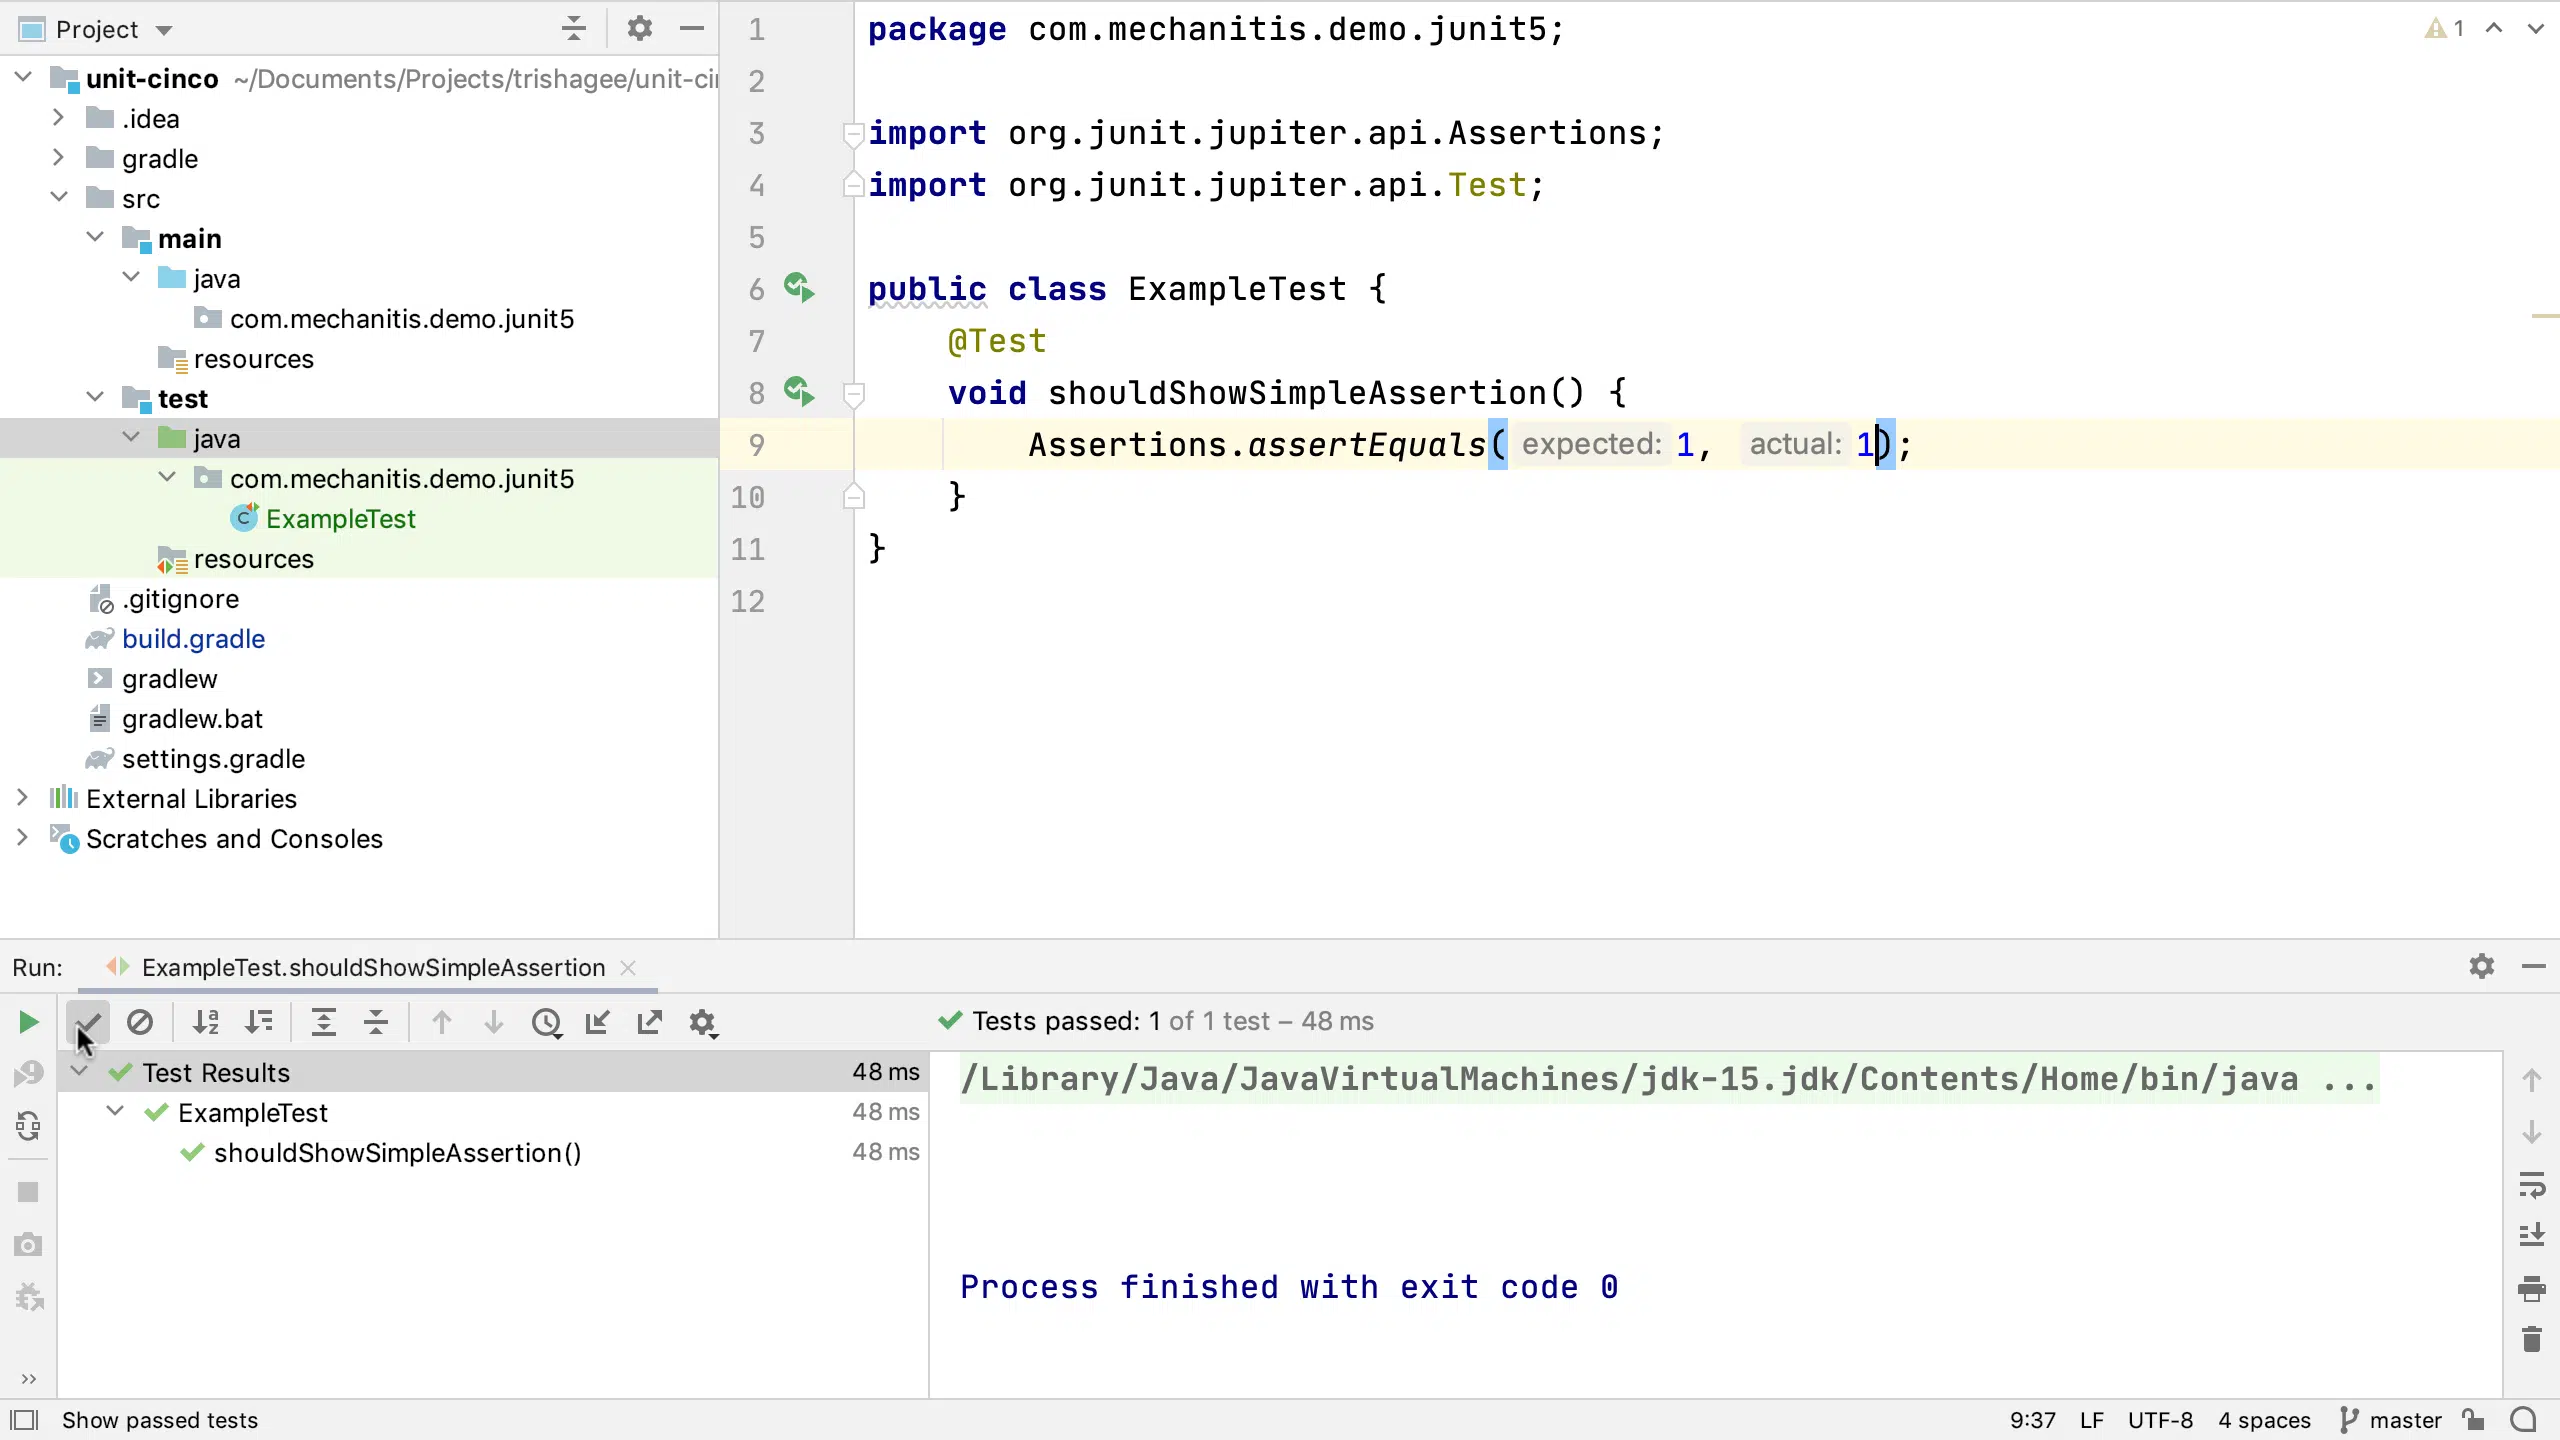 Project
unit-cinco ~/Documents/Projects/trishagee/unit-ci
.idea
gradle
src
main
java
com.mechanitis.demo.junit5
resources
test
java
com.mechanitis.demo.junit5
ExampleTest
resources
.gitignore
build.gradle
gradlew
gradlew.bat
settings.gradle
External Libraries
Scratches and Consoles
1 package com.mechanitis.demo.junit5;
2
3 import org.junit.jupiter.api.Assertions;
4 import org.junit.jupiter.api.Test;
5
6 public class ExampleTest {
7 @Test
8 void shouldShowSimpleAssertion() {
9 Assertions.assertEquals( expected: 1, actual: 1);
10 }
11 }
12
1
Run: ExampleTest.shouldShowSimpleAssertion
Tests passed: 1 of 1 test – 48 ms
Test Results 48 ms
ExampleTest 48 ms
shouldShowSimpleAssertion() 48 ms
/Library/Java/JavaVirtualMachines/jdk-15.jdk/Contents/Home/bin/java ...
Process finished with exit code 0
Show passed tests
9:37 LF UTF-8 4 spaces master